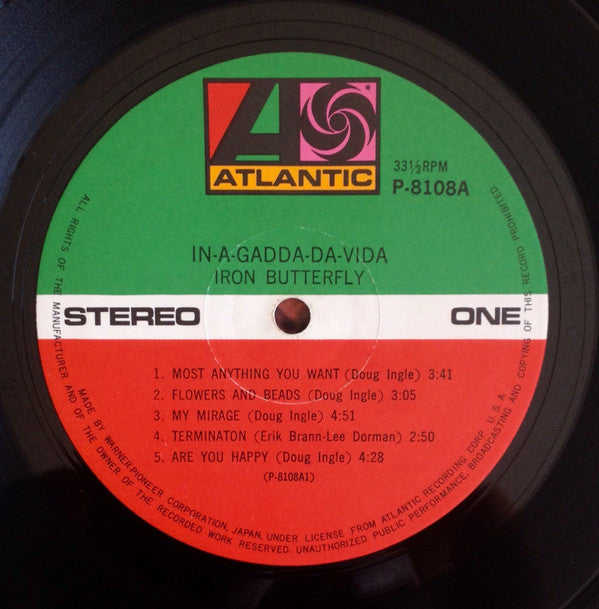 ATLANTIC
33⅓RPM
P-8108A
IN-A-GADDA-DA-VIDA
IRON BUTTERFLY
STEREO
ONE
1. MOST ANYTHING YOU WANT (Doug Ingle) 3:41
2. FLOWERS AND BEADS (Doug Ingle) 3:05
3. MY MIRAGE (Doug Ingle) 4:51
4. TERMINATON (Erik Brann-Lee Dorman) 2:50
5. ARE YOU HAPPY (Doug Ingle) 4:28
(P-8108A1)
MADE BY WARNER-PIONEER CORPORATION, JAPAN, UNDER LICENSE FROM ATLANTIC RECORDING CORP. U.S.A.
ALL RIGHTS OF THE MANUFACTURER AND OF THE OWNER OF THE RECORDED WORK RESERVED. UNAUTHORIZED PUBLIC PERFORMANCE, BROADCASTING AND COPYING OF THIS RECORD PROHIBITED